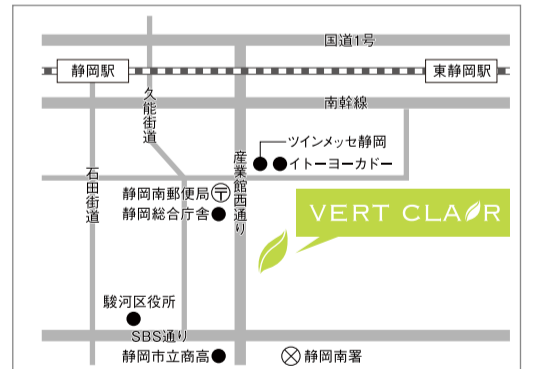 国道1号
静岡駅
東静岡駅
久能街道
南幹線
ツインメッセ静岡
イトーヨーカドー
産業館西通り
石田街道
静岡南郵便局〒
静岡総合庁舎
VERT CLAIR
駿河区役所
SBS通り
静岡市立商高
静岡南署